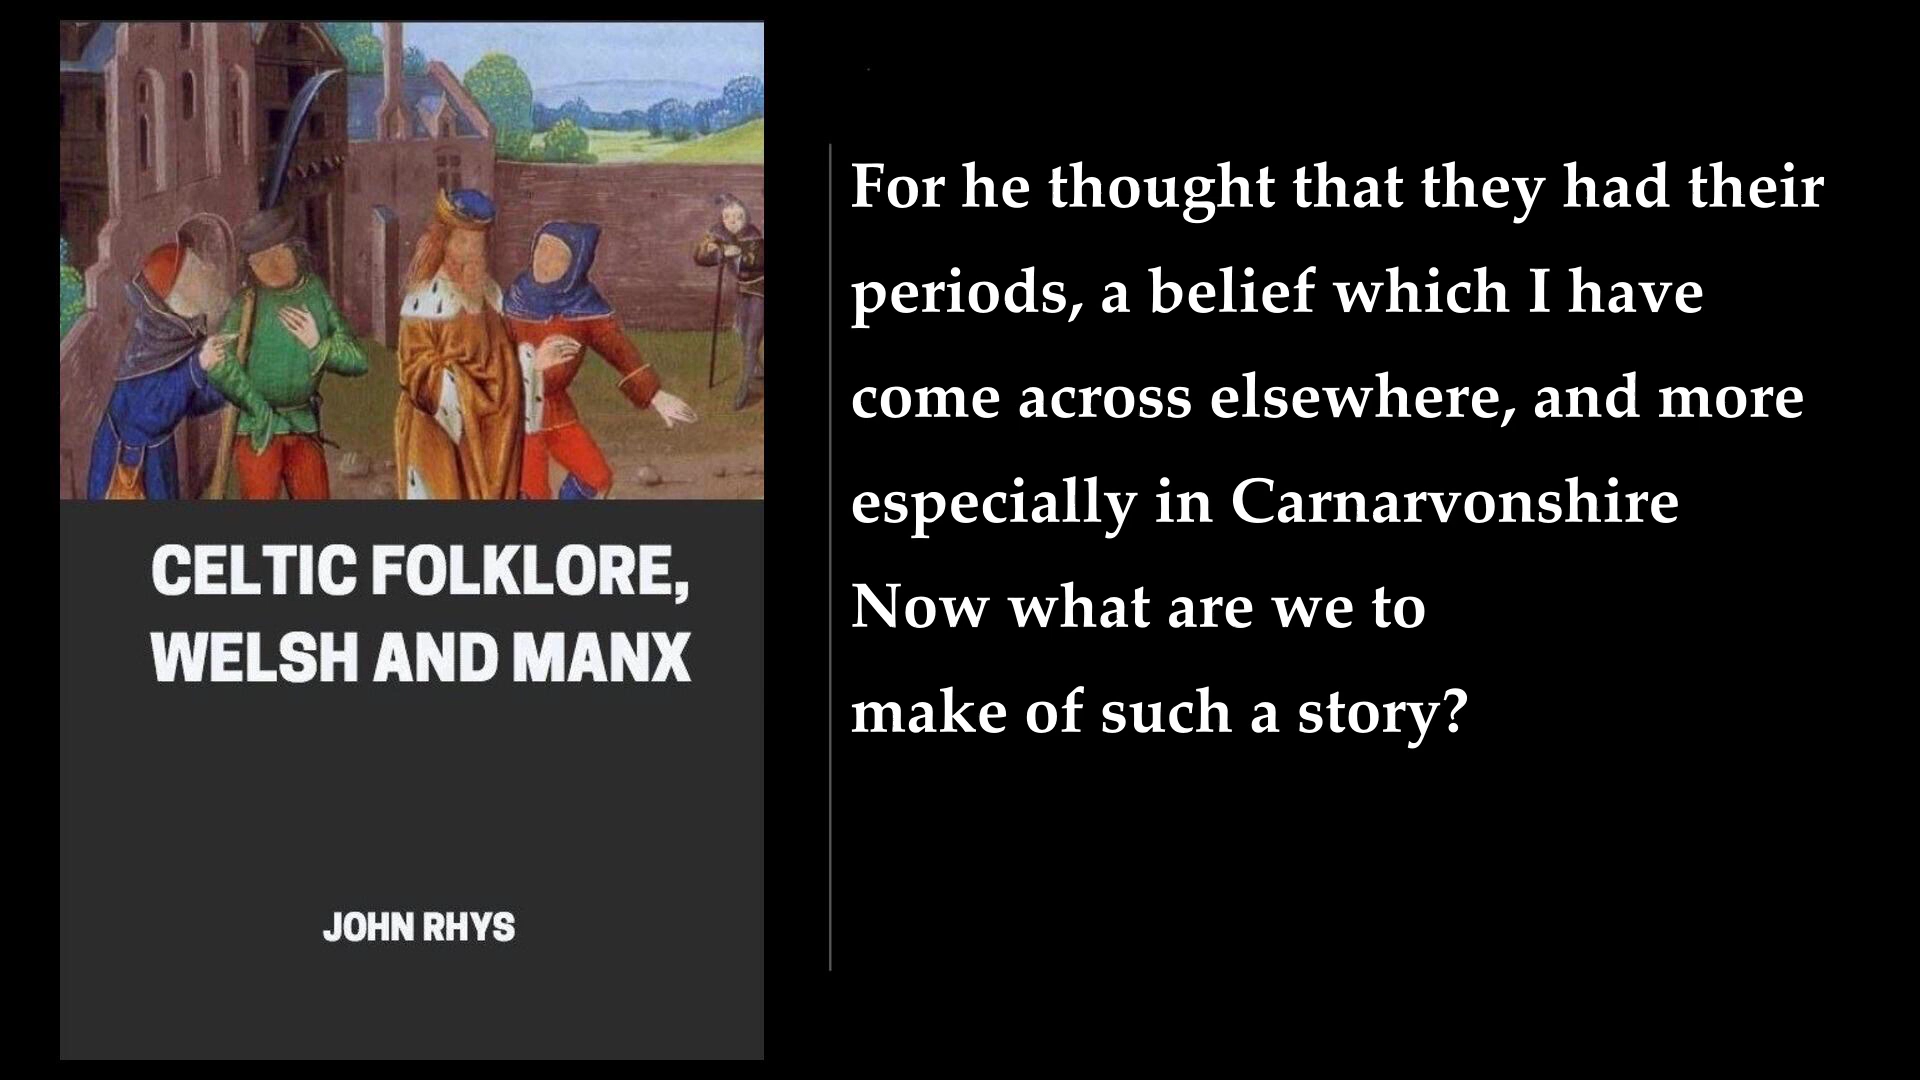 CELTIC FOLKLORE,
WELSH AND MANX
JOHN RHYS
For he thought that they had their
periods, a belief which I have
come across elsewhere, and more
especially in Carnarvonshire
Now what are we to
make of such a story?